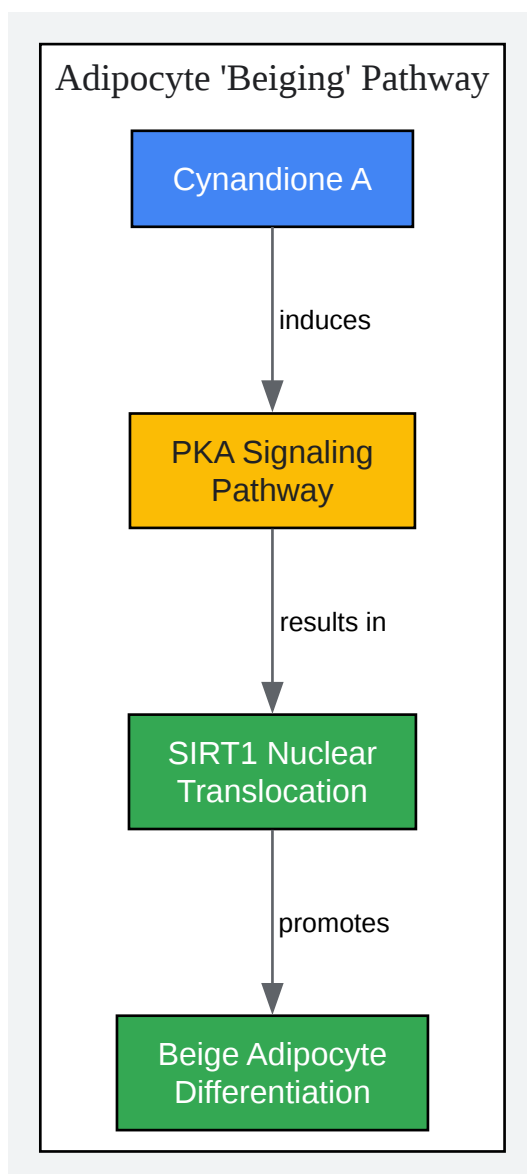 Adipocyte 'Beiging' Pathway
Cynandione A
induces
PKA Signaling
Pathway
results in
SIRT1 Nuclear
Translocation
promotes
Beige Adipocyte
Differentiation